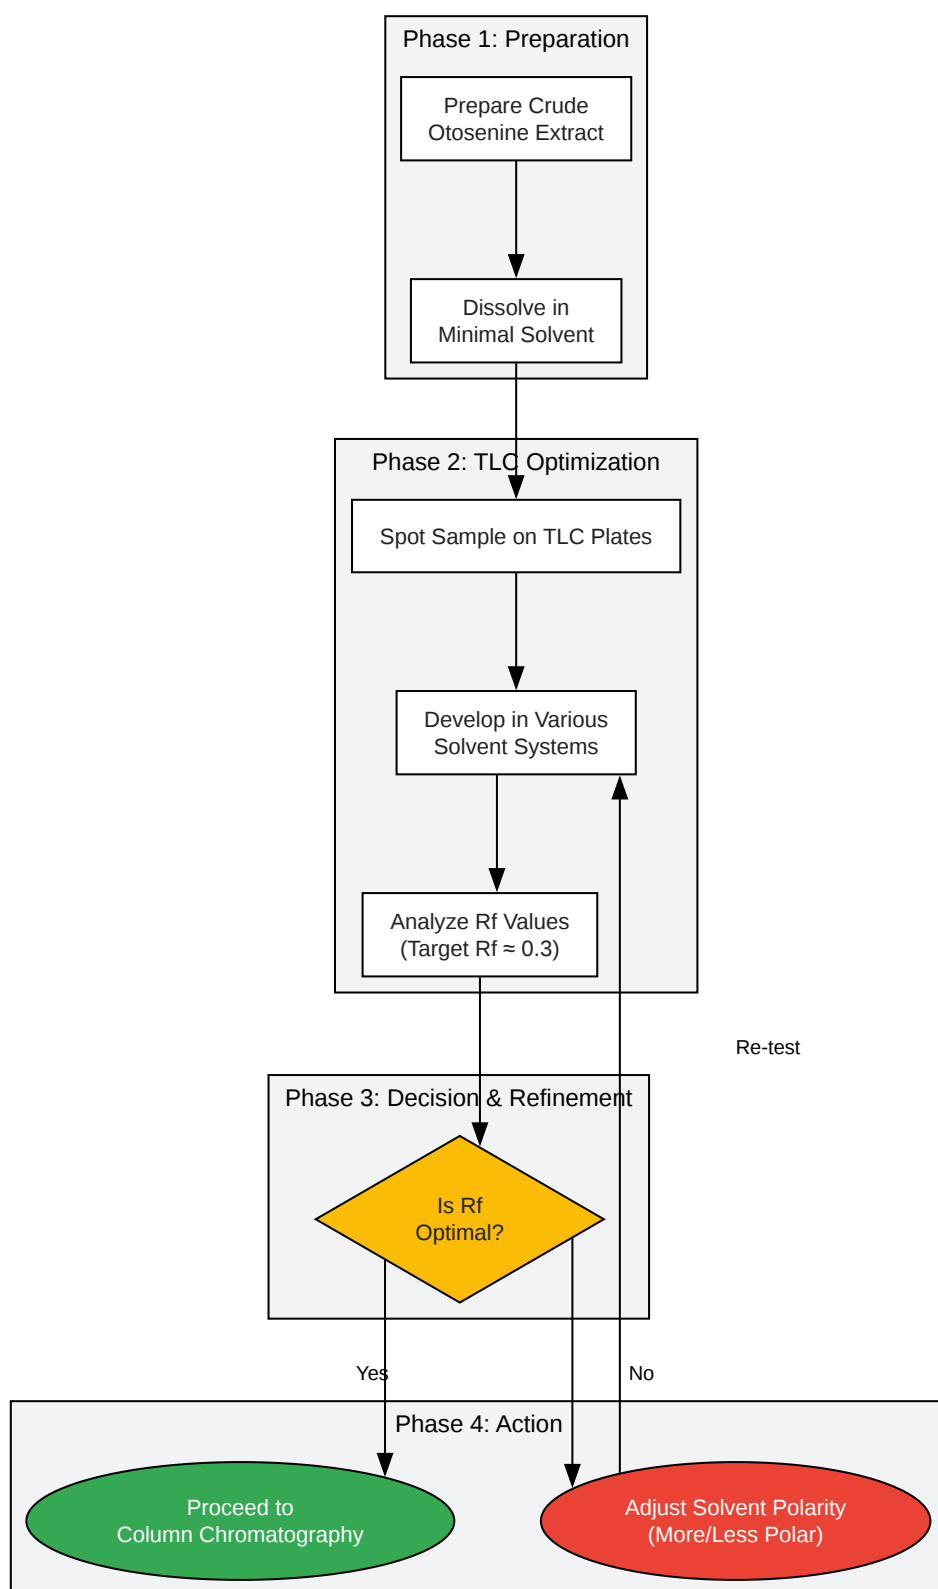 Phase 1: Preparation
Prepare Crude
Otosenine Extract
Dissolve in
Minimal Solvent
Phase 2: TLC Optimization
Spot Sample on TLC Plates
Develop in Various
Solvent Systems
Analyze Rf Values
(Target Rf ≈ 0.3)
Re-test
Phase 3: Decision & Refinement
Is Rf
Optimal?
Yes
No
Phase 4: Action
Proceed to
Column Chromatography
Adjust Solvent Polarity
(More/Less Polar)